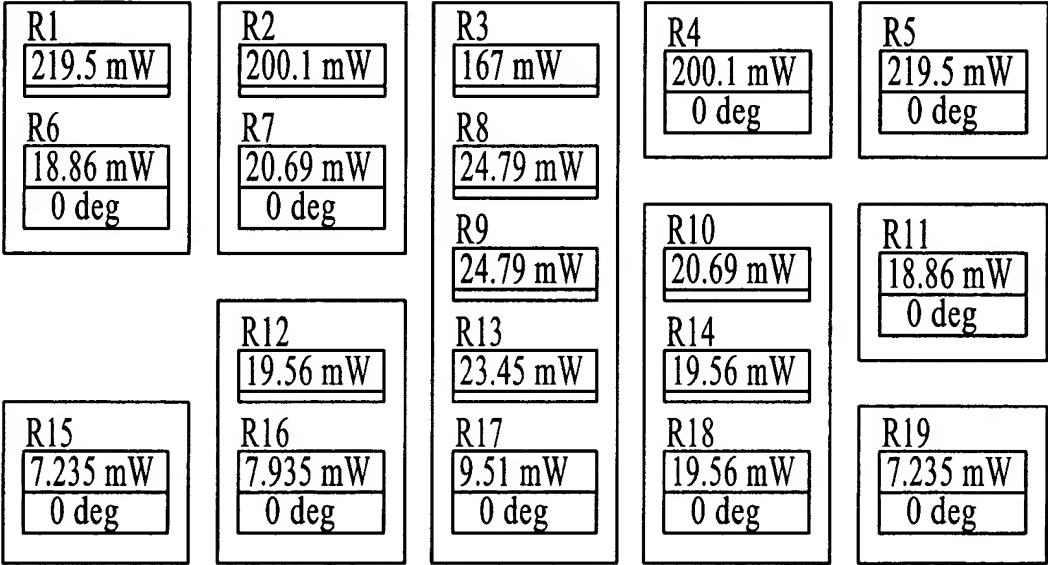 R1
219.5 mW
R2
200.1 mW
R3
167 mW
R4
200.1 mW
0 deg
R5
219.5 mW
0 deg
R6
18.86 mW
0 deg
R7
20.69 mW
0 deg
R8
24.79 mW
R9
24.79 mW
R10
20.69 mW
R11
18.86 mW
0 deg
R12
19.56 mW
R13
23.45 mW
R14
19.56 mW
R15
7.235 mW
0 deg
R16
7.935 mW
0 deg
R17
9.51 mW
0 deg
R18
19.56 mW
0 deg
R19
7.235 mW
0 deg